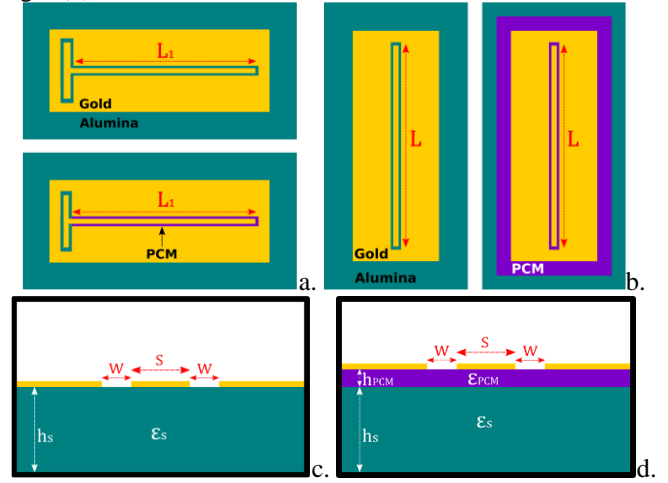 L1
Gold
Alumina
L1
PCM
a.
L
Gold
Alumina
L
PCM
b.
W
S
W
hs
εs
c.
W
S
W
hPCM
εPCM
hs
εs
d.